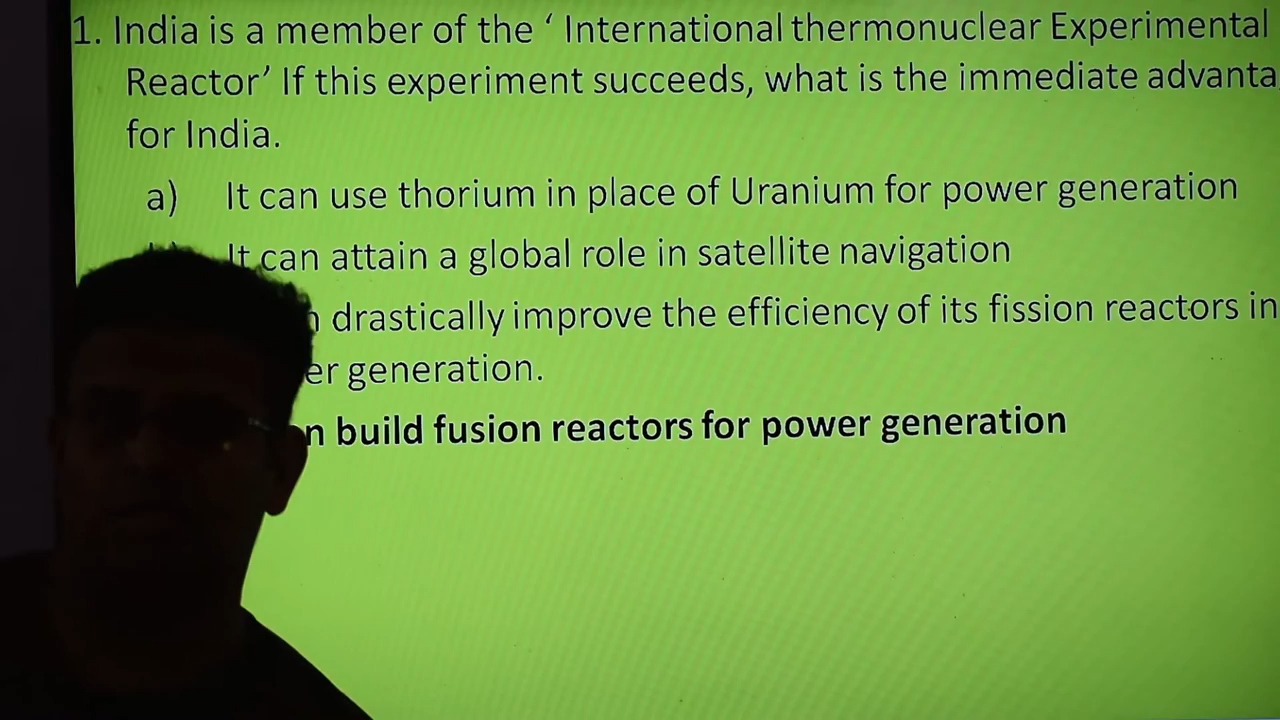 1. India is a member of the ‘ International thermonuclear Experimental
Reactor’ If this experiment succeeds, what is the immediate
for India.
a) It can use thorium in place of Uranium for power generation
It can attain a global role in satellite navigation
drastically improve the efficiency of its fission reactors in
generation.
build fusion reactors for power generation